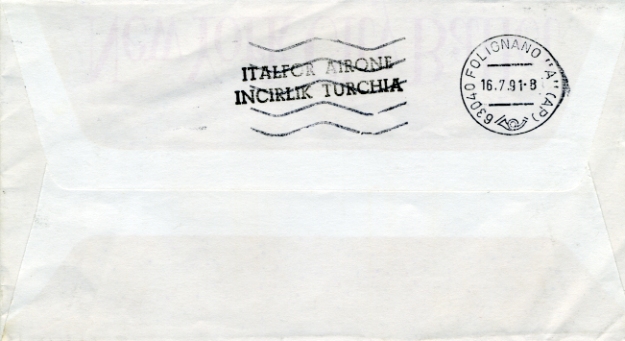 ITALFOR AIRONE
INCIRLIK TURCHIA
63040 FOLIGNANO "A" (AP)
16.7.91·8